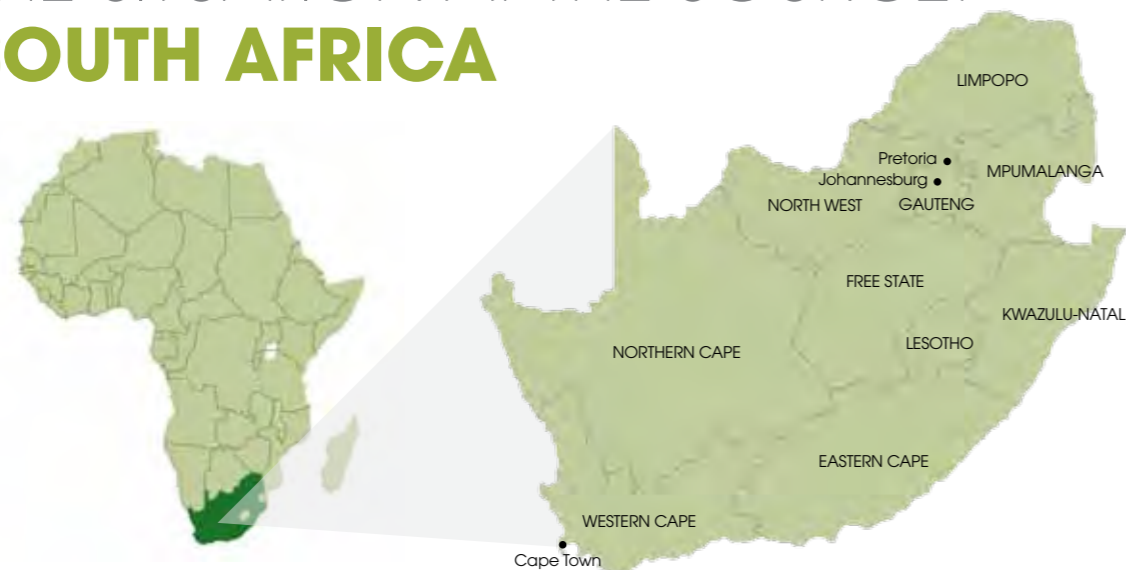 OUTH AFRICA
LIMPOPO
Pretoria
MPUMALANGA
Johannesburg
NORTH WEST
GAUTENG
FREE STATE
KWAZULU-NATAL
LESOTHO
NORTHERN CAPE
EASTERN CAPE
WESTERN CAPE
Cape Town